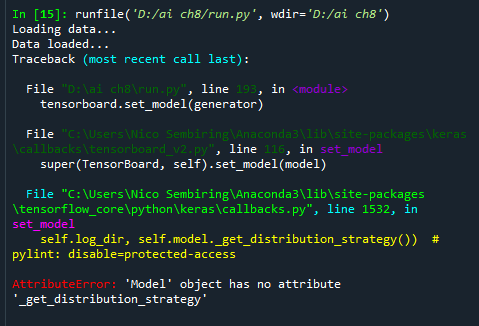 In [15]: runfile('D:/ai ch8/run.py', wdir='D:/ai ch8')
Loading data...
Data loaded...
Traceback (most recent call last):
File "D:\ai ch8\run.py", line 193, in <module>
tensorboard.set_model(generator)
File "C:\Users\Nico Sembiring\Anaconda3\lib\site-packages\keras
\callbacks\tensorboard_v2.py", line 116, in set_model
super(TensorBoard, self).set_model(model)
File "C:\Users\Nico Sembiring\Anaconda3\lib\site-packages
\tensorflow_core\python\keras\callbacks.py", line 1532, in
set_model
self.log_dir, self.model._get_distribution_strategy())  #
pylint: disable=protected-access
AttributeError: 'Model' object has no attribute
'_get_distribution_strategy'